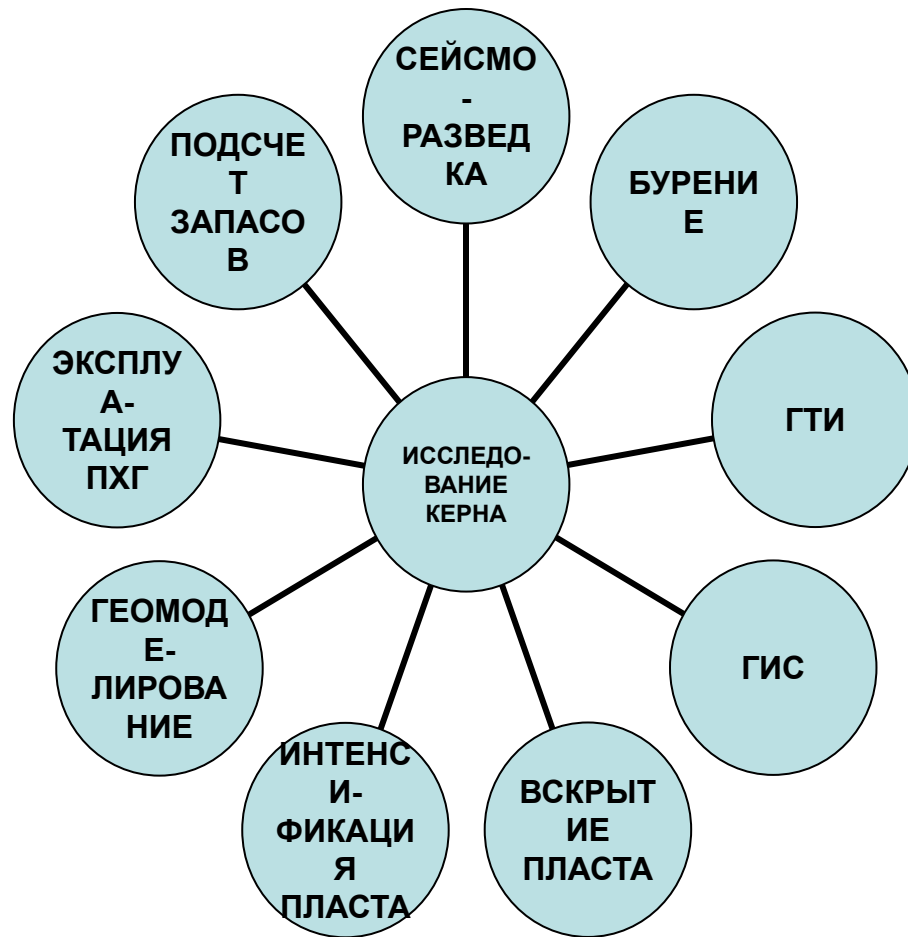 СЕЙСМО
-
РАЗВЕД
КА
БУРЕНИ
Е
ГТИ
ГИС
ВСКРЫТ
ИЕ
ПЛАСТА
ИНТЕНС
И-
ФИКАЦИ
Я
ПЛАСТА
ГЕОМОД
Е-
ЛИРОВА
НИЕ
ЭКСПЛУ
А-
ТАЦИЯ
ПХГ
ПОДСЧЕ
Т
ЗАПАСО
В
ИССЛЕДО-
ВАНИЕ
КЕРНА